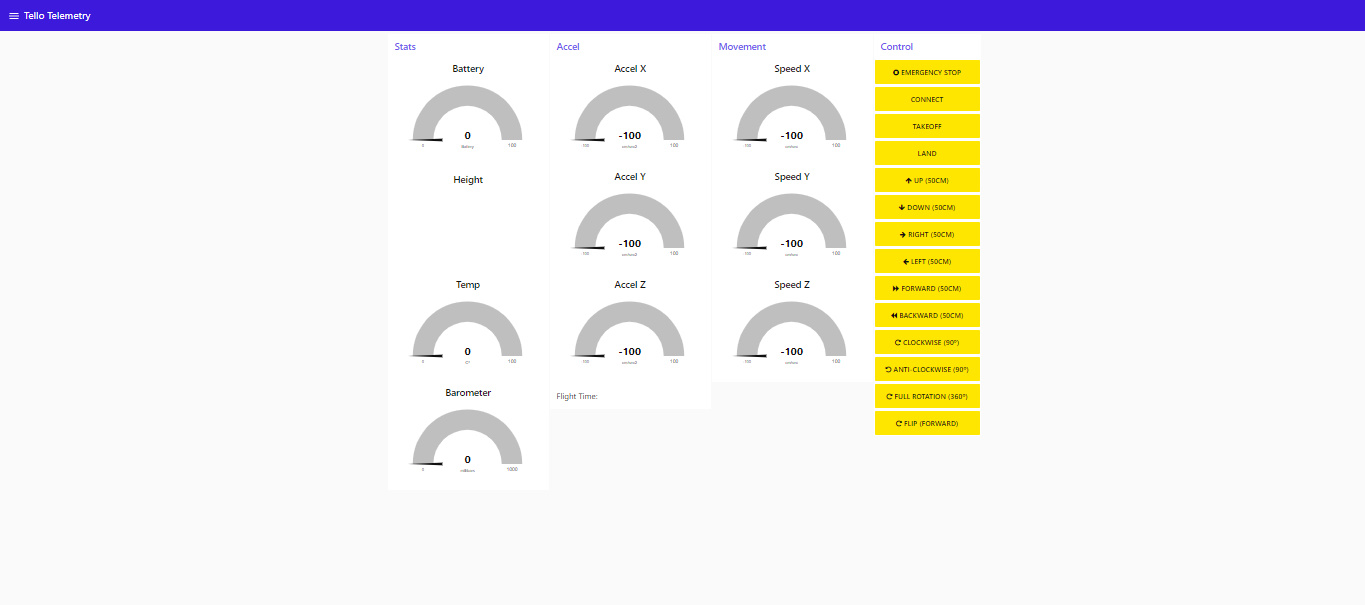 Tello Telemetry
Stats
Battery
0
0
Battery
100
Height
Temp
0
0
100
Barometer
0
0
1000
Accel
Accel X
-100
-100
cm/sec2
100
Accel Y
-100
-100
cm/sec2
100
Accel Z
-100
-100
cm/sec2
100
Flight Time:
Movement
Speed X
-100
-100
cm/sec
100
Speed Y
-100
-100
cm/sec
100
Speed Z
-100
-100
cm/sec
100
Control
EMERGENCY STOP
CONNECT
TAKEOFF
LAND
UP (50CM)
DOWN (50CM)
RIGHT (50CM)
LEFT (50CM)
FORWARD (50CM)
BACKWARD (50CM)
CLOCKWISE (90º)
ANTI-CLOCKWISE (90º)
FULL ROTATION (360º)
FLIP (FORWARD)